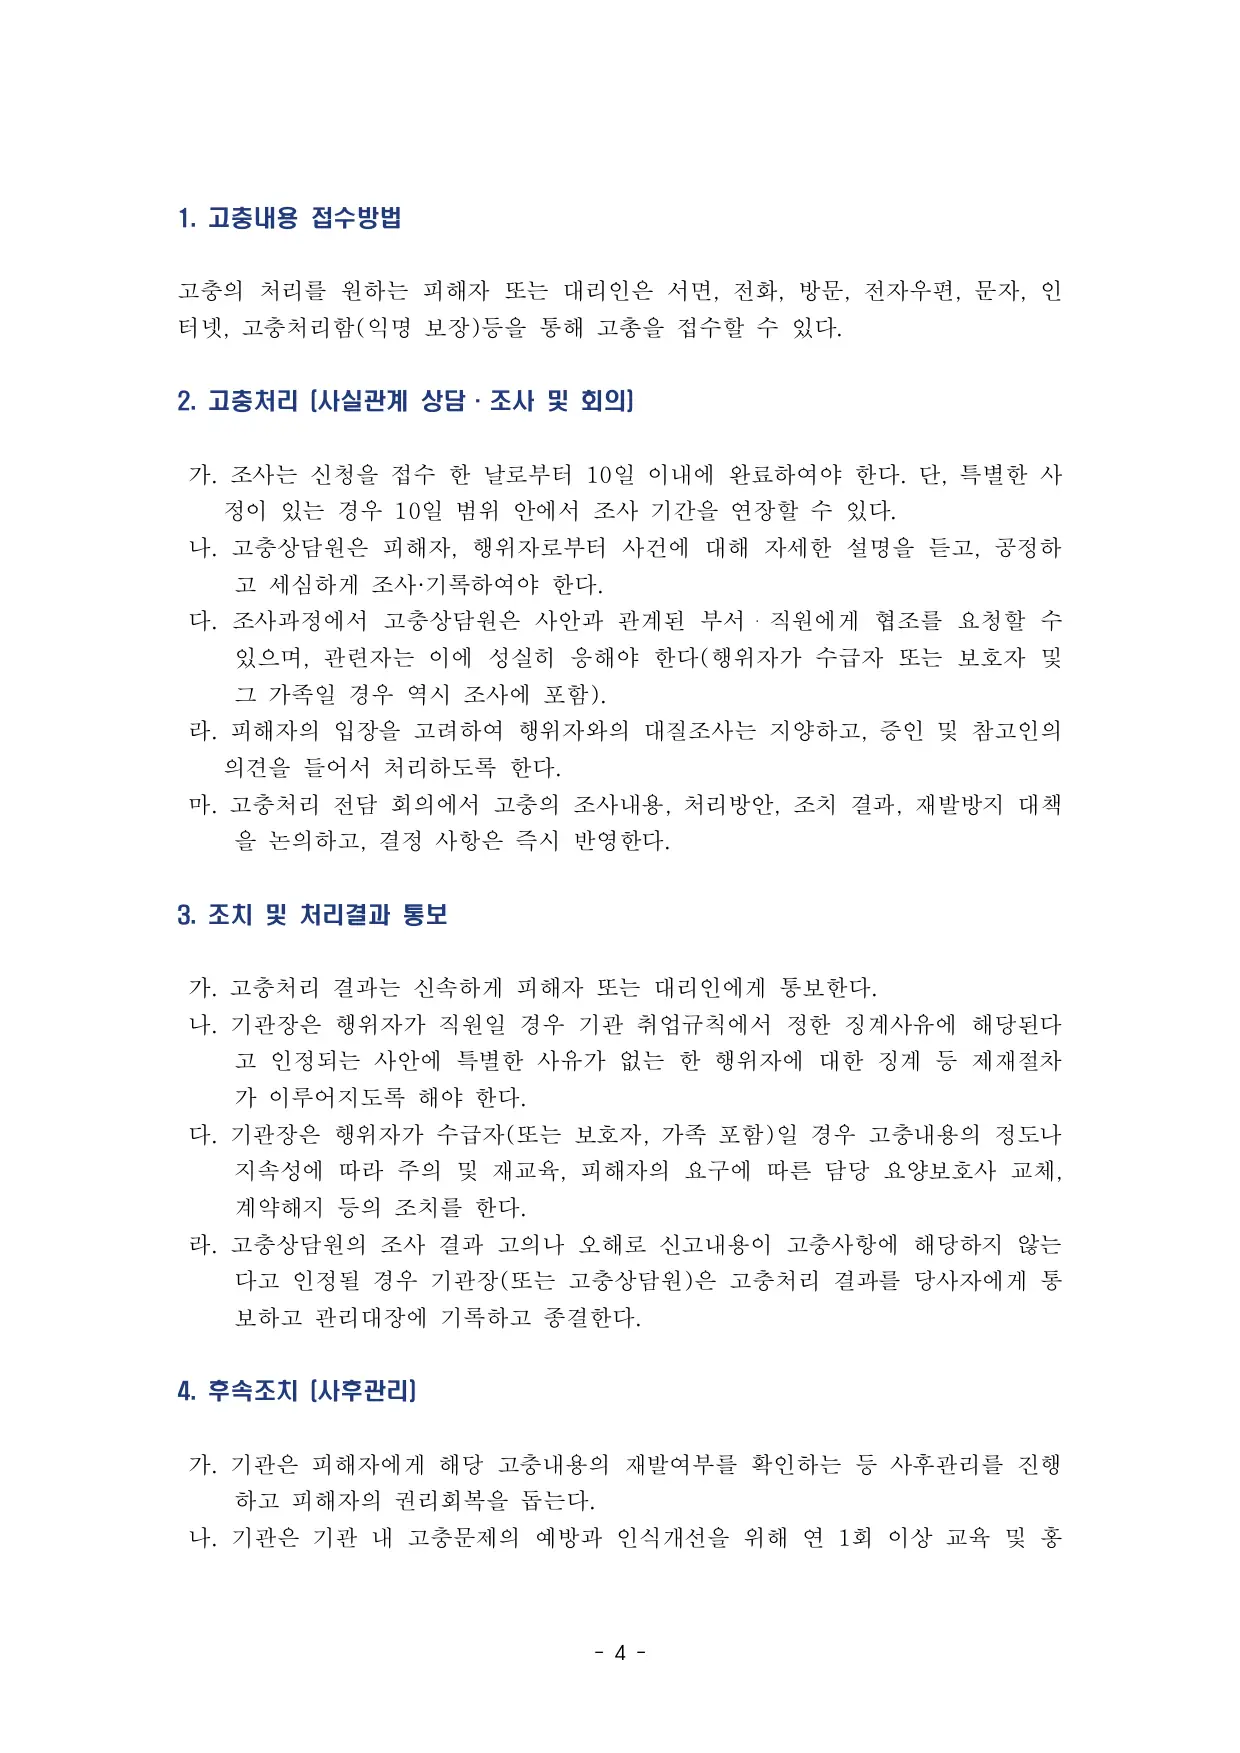 1. 고충내용 접수방법
고충의 처리를 원하는 피해자 또는 대리인은 서면, 전화, 방문, 전자우편, 문자, 인
터넷, 고충처리함(익명 보장)등을 통해 고총을 접수할 수 있다.
2. 고충처리 (사실관계 상담·조사 및 회의)
가. 조사는 신청을 접수 한 날로부터 10일 이내에 완료하여야 한다. 단, 특별한 사
정이 있는 경우 10일 범위 안에서 조사 기간을 연장할 수 있다.
나. 고충상담원은 피해자, 행위자로부터 사건에 대해 자세한 설명을 듣고, 공정하
고 세심하게 조사·기록하여야 한다.
다. 조사과정에서 고충상담원은 사안과 관계된 부서·직원에게 협조를 요청할 수
있으며, 관련자는 이에 성실히 응해야 한다(행위자가 수급자 또는 보호자 및
그 가족일 경우 역시 조사에 포함).
라. 피해자의 입장을 고려하여 행위자와의 대질조사는 지양하고, 증인 및 참고인의
의견을 들어서 처리하도록 한다.
마. 고충처리 전담 회의에서 고충의 조사내용, 처리방안, 조치 결과, 재발방지 대책
을 논의하고, 결정 사항은 즉시 반영한다.
3. 조치 및 처리결과 통보
가. 고충처리 결과는 신속하게 피해자 또는 대리인에게 통보한다.
나. 기관장은 행위자가 직원일 경우 기관 취업규칙에서 정한 징계사유에 해당된다
고 인정되는 사안에 특별한 사유가 없는 한 행위자에 대한 징계 등 제재절차
가 이루어지도록 해야 한다.
다. 기관장은 행위자가 수급자(또는 보호자, 가족 포함)일 경우 고충내용의 정도나
지속성에 따라 주의 및 재교육, 피해자의 요구에 따른 담당 요양보호사 교체,
계약해지 등의 조치를 한다.
라. 고충상담원의 조사 결과 고의나 오해로 신고내용이 고충사항에 해당하지 않는
다고 인정될 경우 기관장(또는 고충상담원)은 고충처리 결과를 당사자에게 통
보하고 관리대장에 기록하고 종결한다.
4. 후속조치 (사후관리)
가. 기관은 피해자에게 해당 고충내용의 재발여부를 확인하는 등 사후관리를 진행
하고 피해자의 권리회복을 돕는다.
나. 기관은 기관 내 고충문제의 예방과 인식개선을 위해 연 1회 이상 교육 및 홍
- 4 -